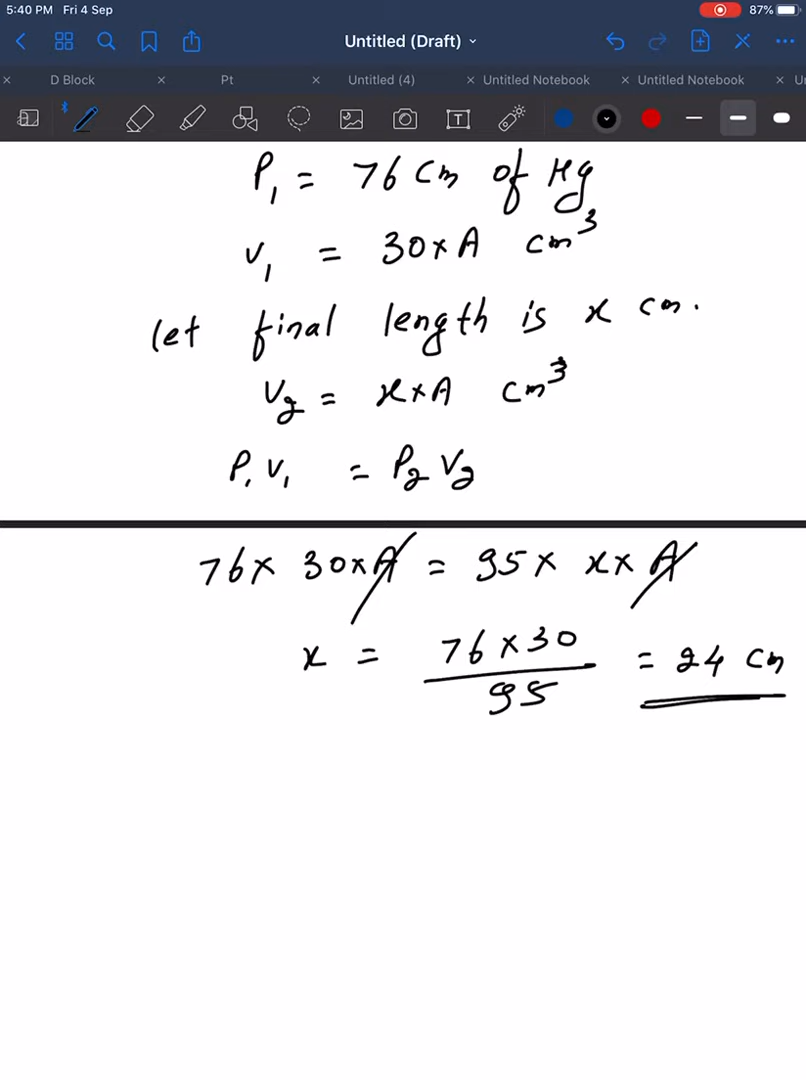 5:40 PM Fri 4 Sep 87%
Untitled (Draft)
D Block Pt Untitled (4) Untitled Notebook Untitled Notebook Un
P₁ = 76 Cm of Hg
V₁ = 30×A cm³
let final length is x cm.
V₂ = x×A cm³
P₁V₁ = P₂V₂
76× 30×A = 95× x× A
x = 76×30 / 95 = 24 cm